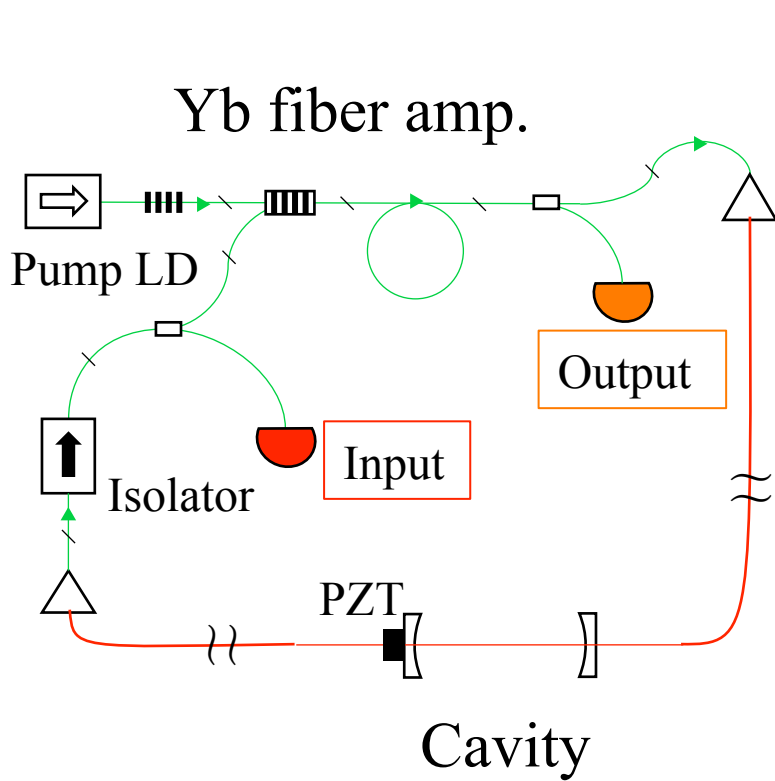 Yb fiber amp.
Pump LD
Output
Input
Isolator
PZT
Cavity